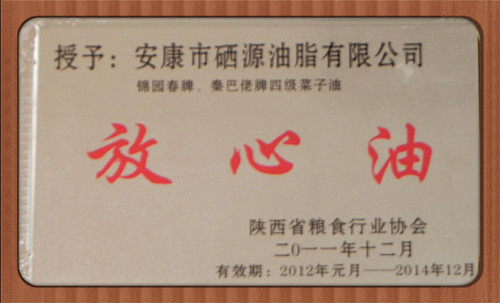 授予：安康市硒源油脂有限公司
锦园春牌、秦巴佬牌四级菜子油
放心油
陕西省粮食行业协会
二0一一年十二月
有效期：2012年元月——2014年12月